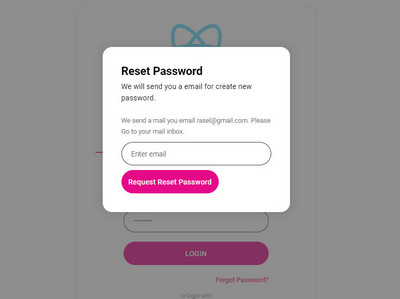 Reset Password
We will send you a email for create new
password.
We send a mail you email rasel@gmail.com. Please
Go to your mail inbox.
Enter email
Request Reset Password
········
LOGIN
Forgot Password?
or login with